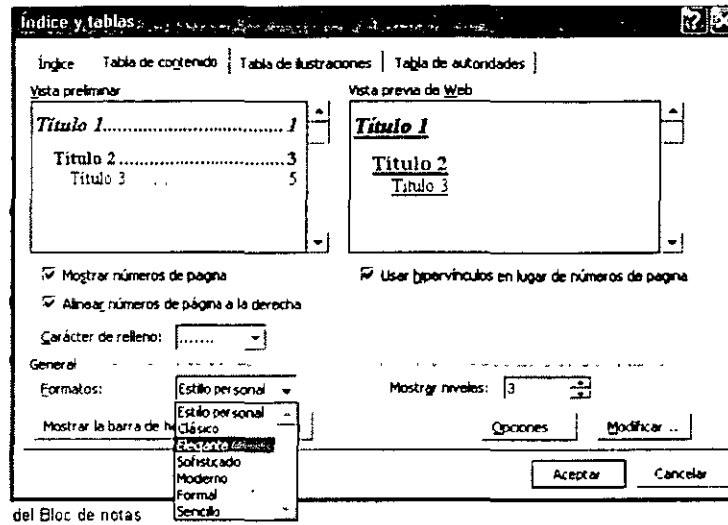 Índice y tablas
Índice Tabla de contenido Tabla de ilustraciones Tabla de autoridades
Vista preliminar Vista previa de Web
Título 1.......................................1 Título 1
Título 2...............................3 Título 2
Título 3 . . 5 Título 3
Mostrar números de pagina Usar hipervínculos en lugar de números de pagina
Alinear números de página a la derecha
Carácter de relleno: .......
General
Formatos: Estilo personal Mostrar niveles: 3
Estilo personal
Mostrar la barra de Clásico Opciones Modificar ..
Elegante
Sofisticado
Moderno Aceptar Cancelar
Formal
Sencillo
del Bloc de notas